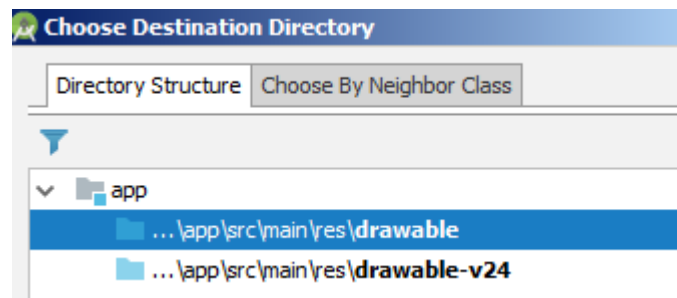 Choose Destination Directory
Directory Structure Choose By Neighbor Class
app
...\app\src\main\res\drawable
...\app\src\main\res\drawable-v24